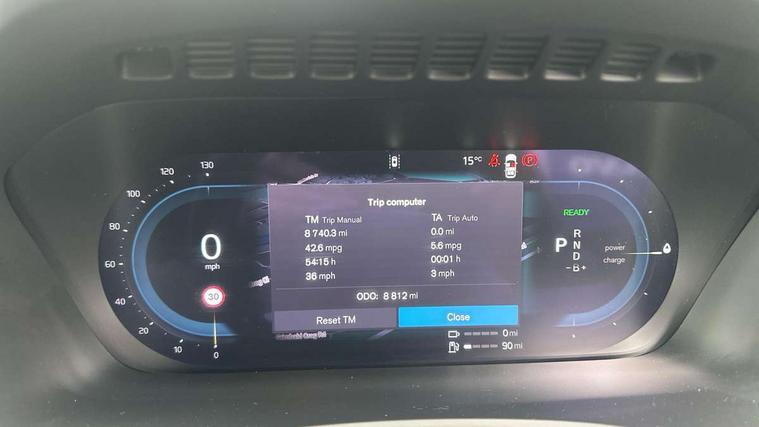 130
120
100
80
60
40
20
10
0
0
mph
30
15°C
P
Trip computer
TM Trip Manual
TA Trip Auto
8 740.3 mi
0.0 mi
42.6 mpg
5.6 mpg
54:15 h
00:01 h
36 mph
3 mph
ODO: 8 812 mi
Reset TM
Close
READY
P
R
N
D
-B+
power
charge
0 mi
90 mi